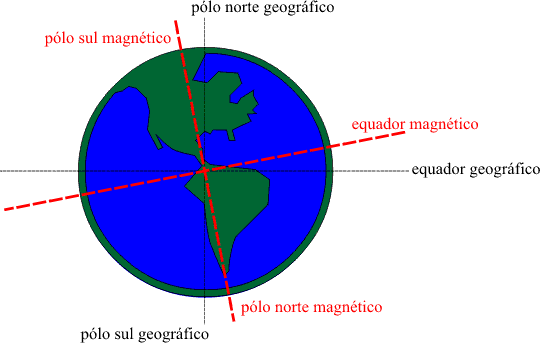 pólo norte geográfico
pólo sul magnético
equador magnético
equador geográfico
pólo norte magnético
pólo sul geográfico